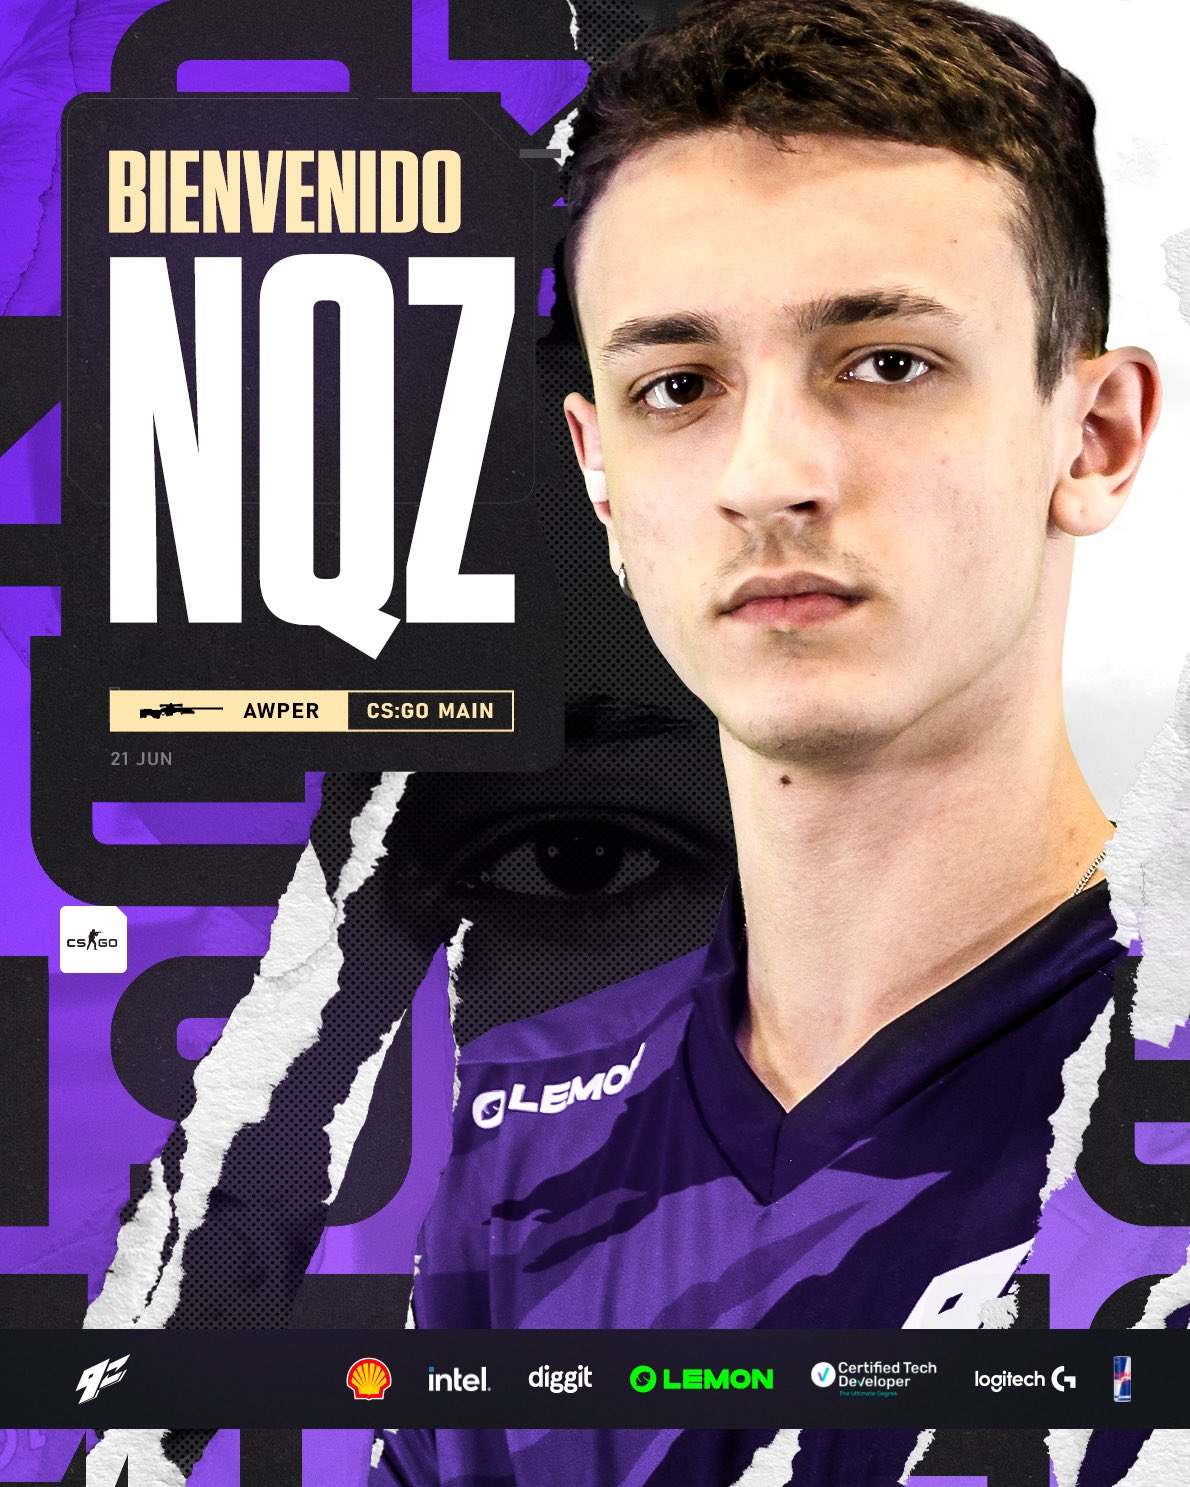 BIENVENIDO
NQZ
AWPER CS:GO MAIN
21 JUN
CS GO
LEMON
intel. diggit LEMON Certified Tech Developer The Ultimate Degree logitech G